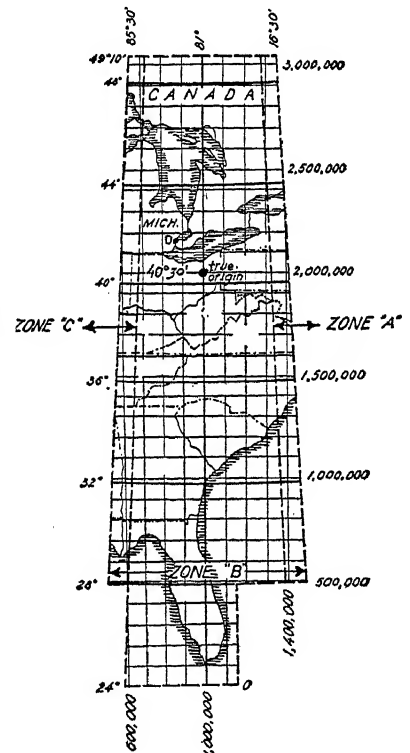 85°30' 81° 16°30'
49°10' 3,000,000
48°
CANADA
2,500,000
44°
MICH.
D
40°30' true origin 2,000,000
40°
ZONE "C" ZONE "A"
36° 1,500,000
32° 1,000,000
28° ZONE "B" 500,000
24° 0
600,000 1,000,000 1,400,000